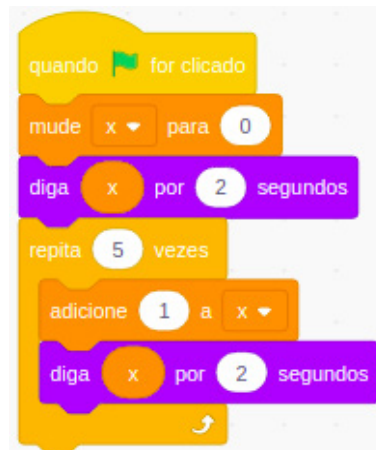 quando for clicado
mude x para 0
diga x por 2 segundos
repita 5 vezes
adicione 1 a x
diga x por 2 segundos